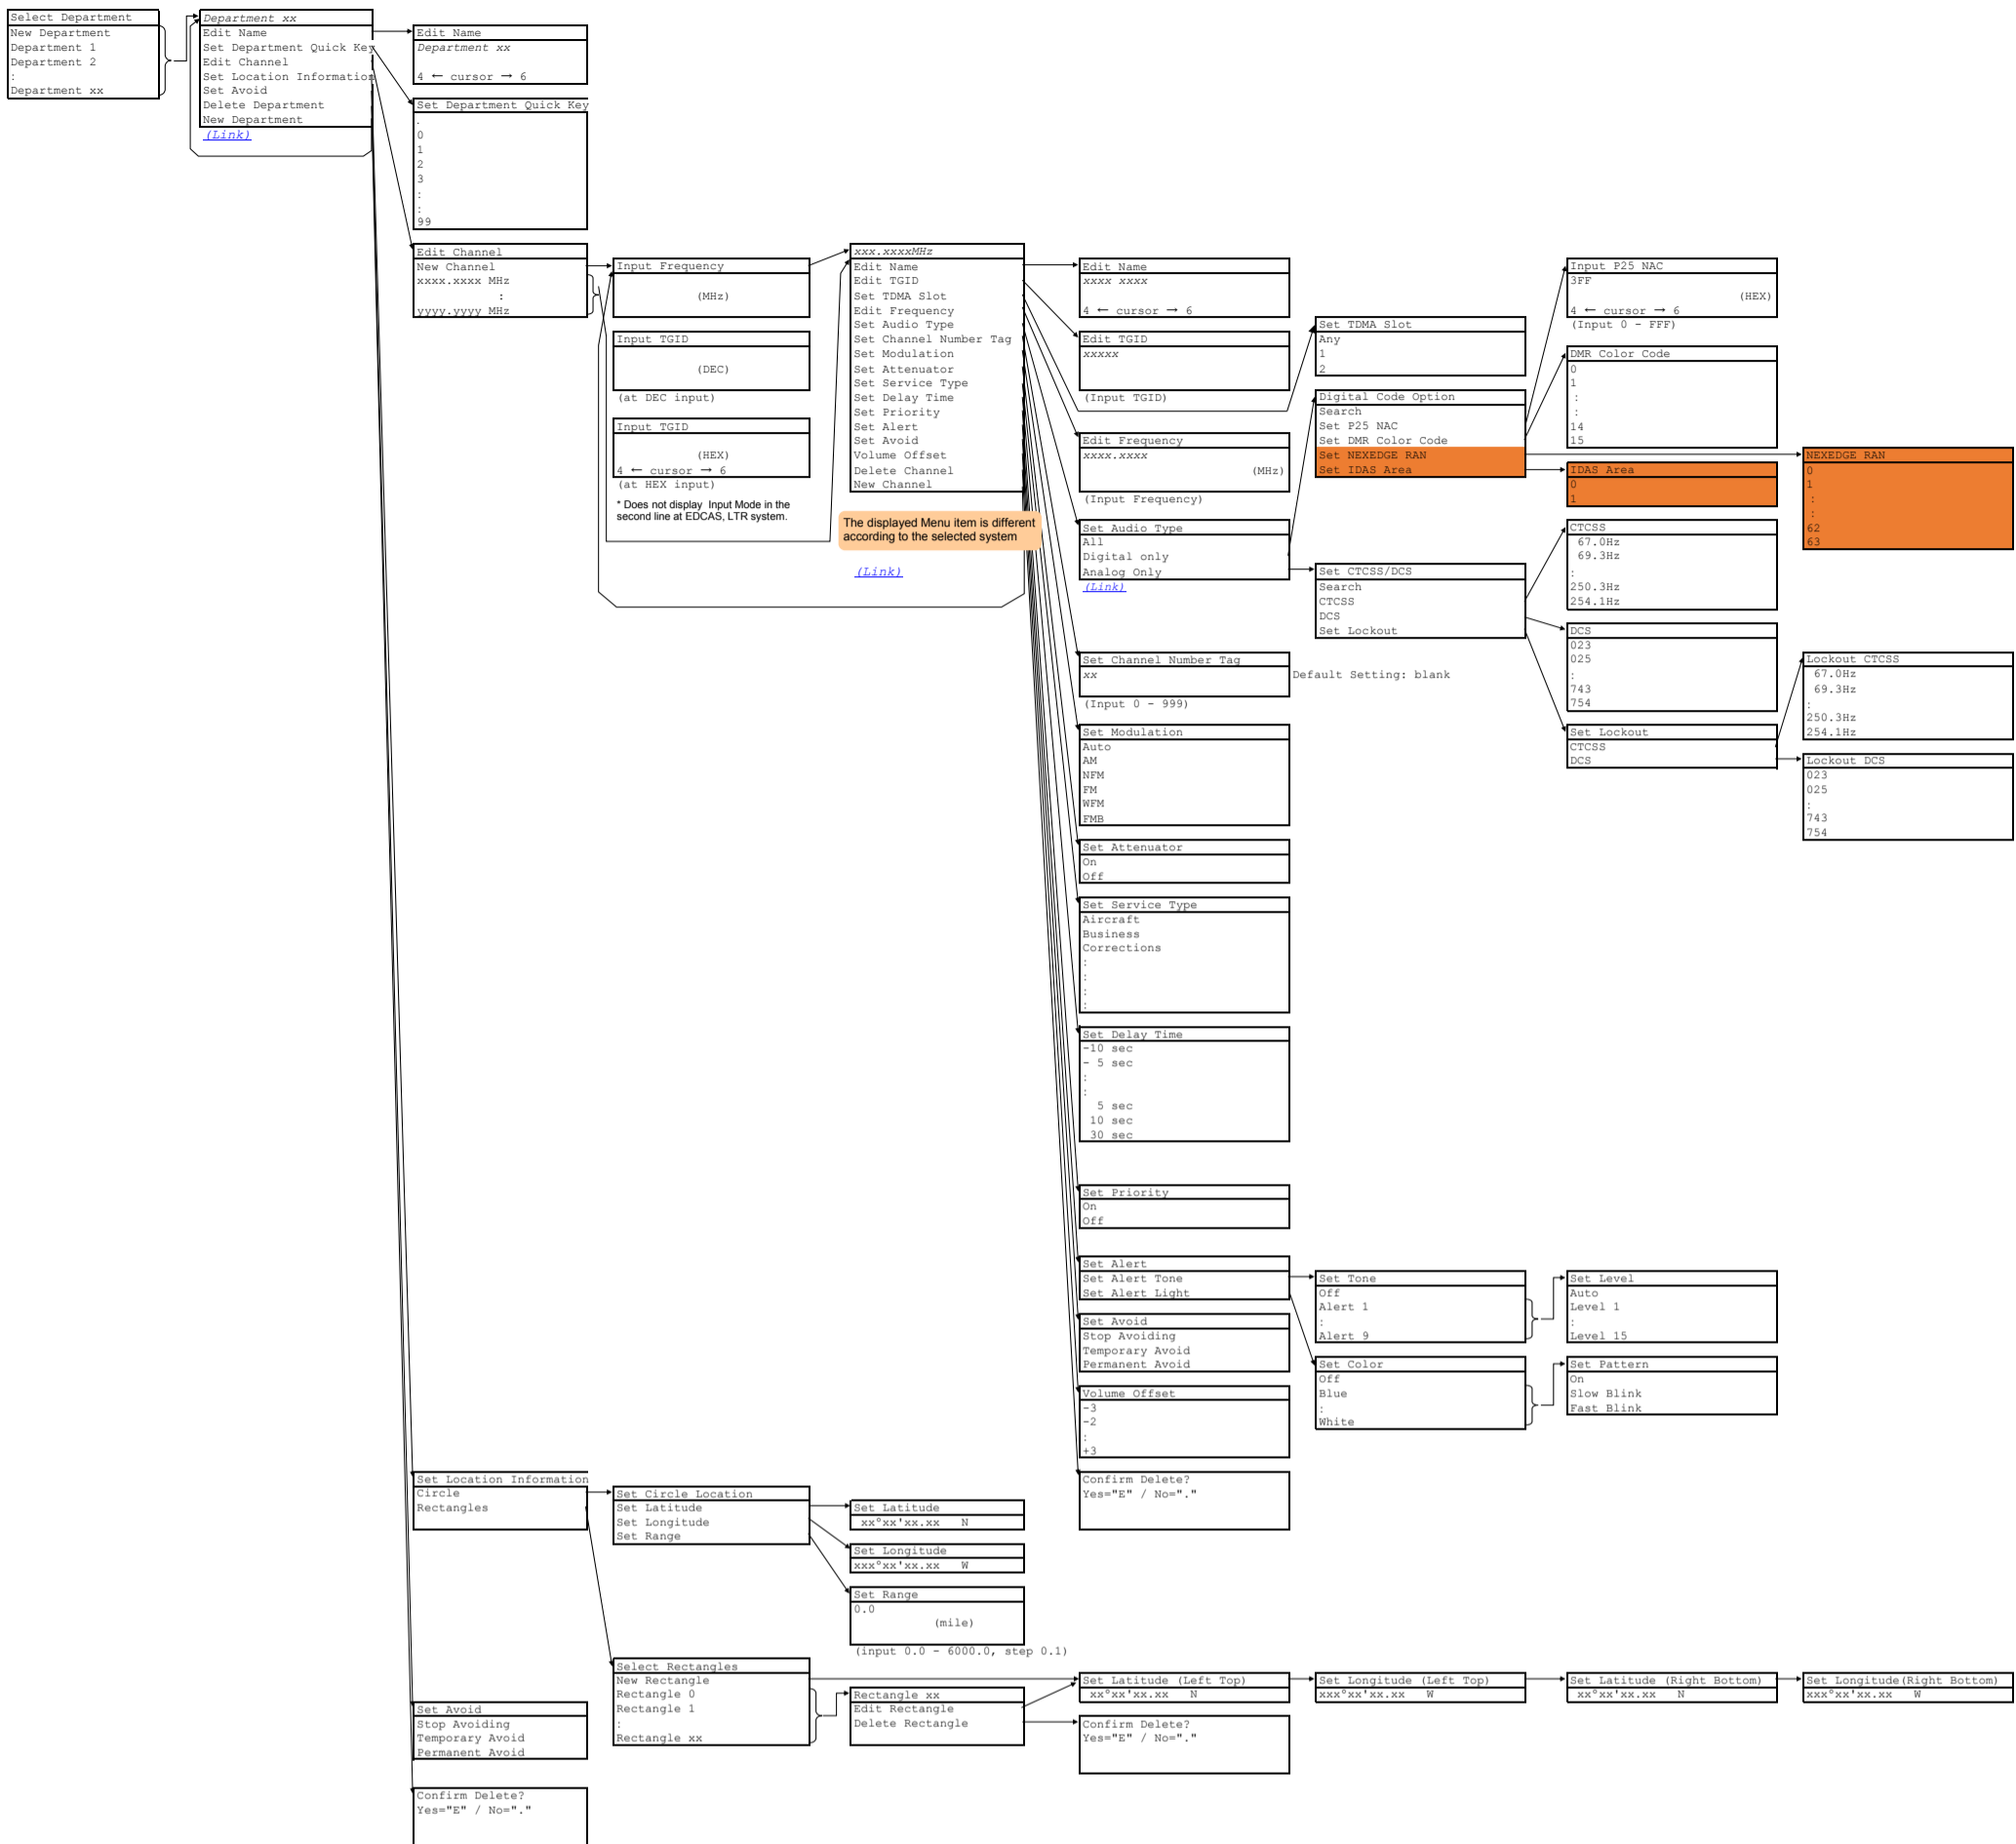 Select Department
New Department
Department 1
Department 2
:
Department xx
Department xx
Edit Name
Set Department Quick Key
Edit Channel
Set Location Information
Set Avoid
Delete Department
New Department
(Link)
Edit Name
Department xx
4 ← cursor → 6
Set Department Quick Key
.
0
1
2
3
:
:
99
Edit Channel
New Channel
xxxx.xxxx MHz
:
yyyy.yyyy MHz
Input Frequency
(MHz)
Input TGID
(DEC)
(at DEC input)
Input TGID
(HEX)
4 ← cursor → 6
(at HEX input)
* Does not display Input Mode in the
second line at EDCAS, LTR system.
xxx.xxxxMHz
Edit Name
Edit TGID
Set TDMA Slot
Edit Frequency
Set Audio Type
Set Channel Number Tag
Set Modulation
Set Attenuator
Set Service Type
Set Delay Time
Set Priority
Set Alert
Set Avoid
Volume Offset
Delete Channel
New Channel
The displayed Menu item is different
according to the selected system
(Link)
Edit Name
xxxx xxxx
4 ← cursor → 6
Edit TGID
xxxxx
(Input TGID)
Edit Frequency
xxxx.xxxx
(MHz)
(Input Frequency)
Set Audio Type
All
Digital only
Analog Only
(Link)
Set TDMA Slot
Any
1
2
Digital Code Option
Search
Set P25 NAC
Set DMR Color Code
Set NEXEDGE RAN
Set IDAS Area
Set CTCSS/DCS
Search
CTCSS
DCS
Set Lockout
Input P25 NAC
3FF
(HEX)
4 ← cursor → 6
(Input 0 - FFF)
DMR Color Code
0
1
:
:
14
15
IDAS Area
0
1
NEXEDGE RAN
0
1
:
:
62
63
CTCSS
67.0Hz
69.3Hz
:
250.3Hz
254.1Hz
DCS
023
025
:
743
754
Set Lockout
CTCSS
DCS
Lockout CTCSS
67.0Hz
69.3Hz
:
250.3Hz
254.1Hz
Lockout DCS
023
025
:
743
754
Set Channel Number Tag
xx
Default Setting: blank
(Input 0 - 999)
Set Modulation
Auto
AM
NFM
FM
WFM
FMB
Set Attenuator
On
Off
Set Service Type
Aircraft
Business
Corrections
:
:
:
:
Set Delay Time
-10 sec
- 5 sec
:
:
5 sec
10 sec
30 sec
Set Priority
On
Off
Set Alert
Set Alert Tone
Set Alert Light
Set Tone
Off
Alert 1
:
Alert 9
Set Level
Auto
Level 1
:
Level 15
Set Avoid
Stop Avoiding
Temporary Avoid
Permanent Avoid
Set Color
Off
Blue
:
White
Set Pattern
On
Slow Blink
Fast Blink
Volume Offset
-3
-2
:
+3
Confirm Delete?
Yes="E" / No="."
Set Location Information
Circle
Rectangles
Set Circle Location
Set Latitude
Set Longitude
Set Range
Set Latitude
xx°xx'xx.xx N
Set Longitude
xxx°xx'xx.xx W
Set Range
0.0
(mile)
(input 0.0 - 6000.0, step 0.1)
Select Rectangles
New Rectangle
Rectangle 0
Rectangle 1
:
Rectangle xx
Rectangle xx
Edit Rectangle
Delete Rectangle
Set Latitude (Left Top)
xx°xx'xx.xx N
Set Longitude (Left Top)
xxx°xx'xx.xx W
Set Latitude (Right Bottom)
xx°xx'xx.xx N
Set Longitude(Right Bottom)
xxx°xx'xx.xx W
Confirm Delete?
Yes="E" / No="."
Set Avoid
Stop Avoiding
Temporary Avoid
Permanent Avoid
Confirm Delete?
Yes="E" / No="."